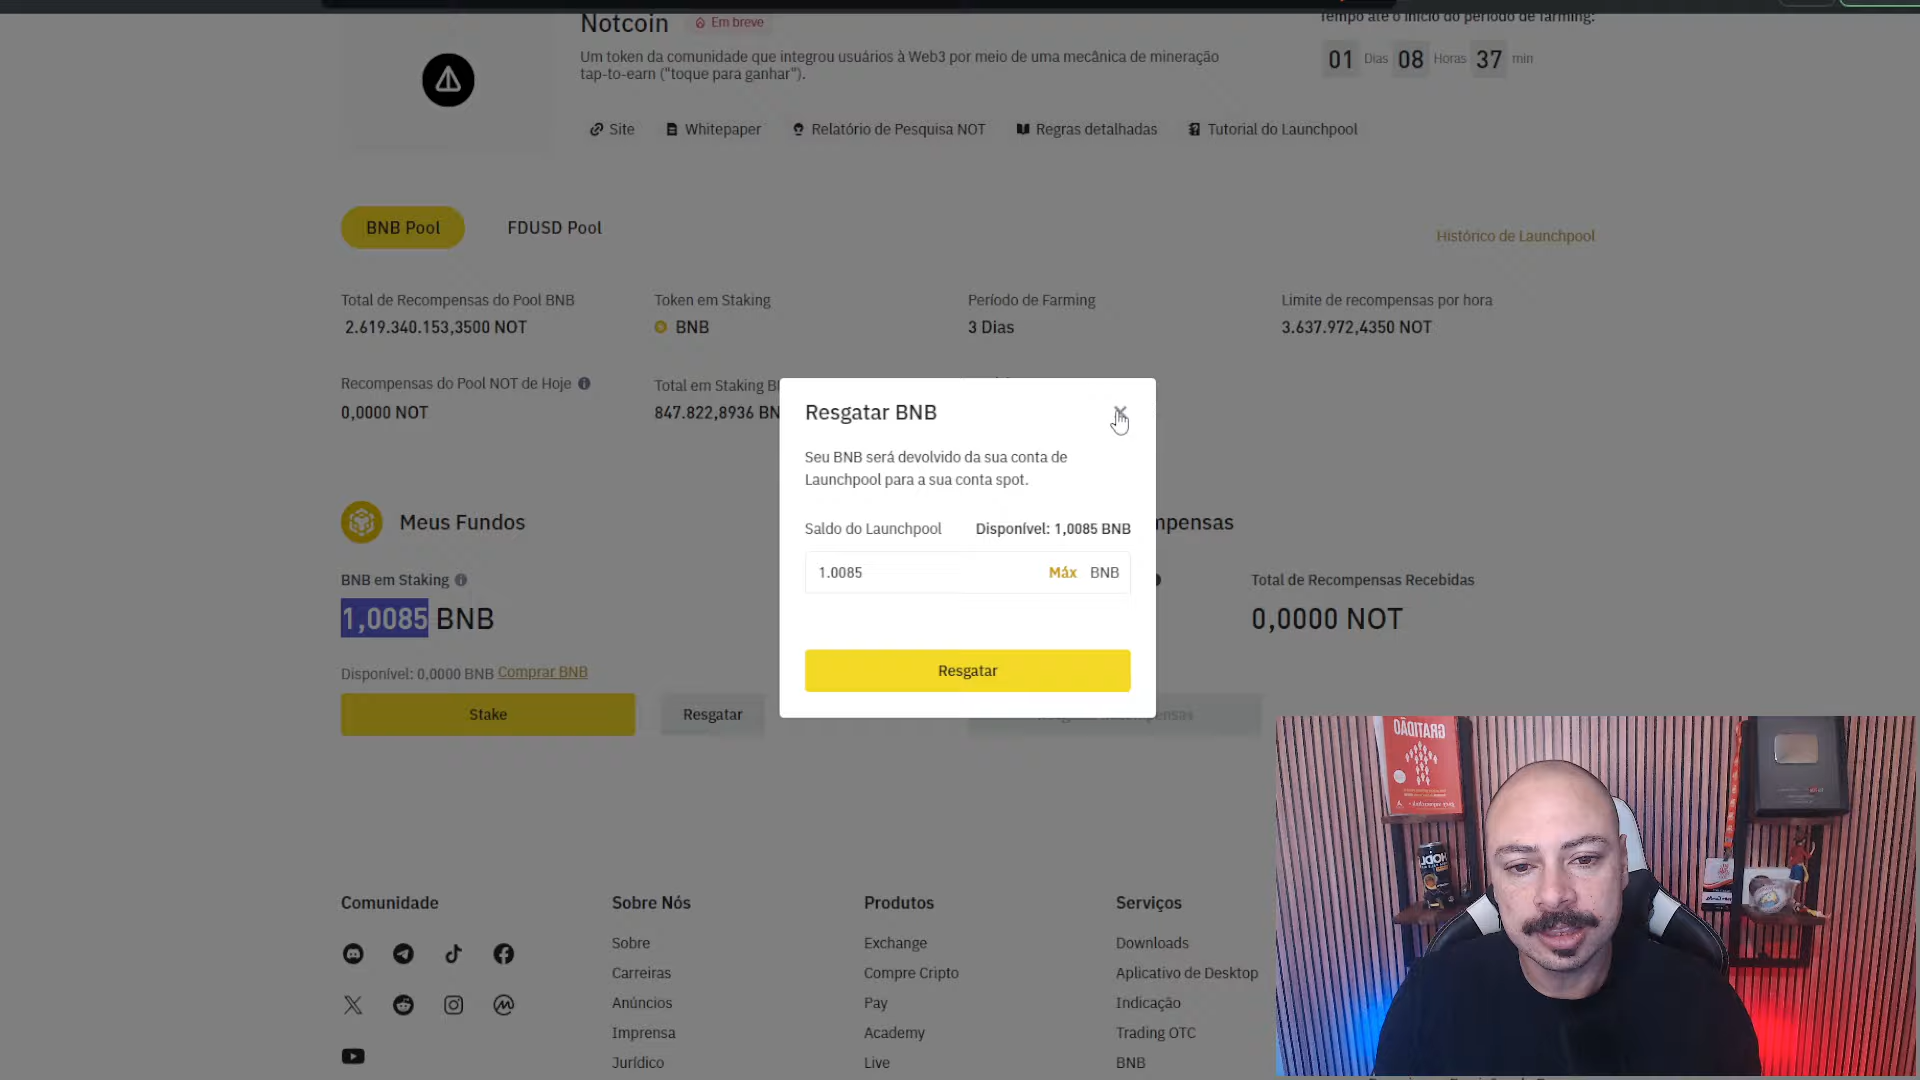 Notcoin
Em breve
Tempo até o início do período de farming:
Um token da comunidade que integrou usuários à Web3 por meio de uma mecânica de mineração
tap-to-earn ("toque para ganhar").
01 Dias 08 Horas 37 min
Site
Whitepaper
Relatório de Pesquisa NOT
Regras detalhadas
Tutorial do Launchpool
BNB Pool
FDUSD Pool
Histórico de Launchpool
Total de Recompensas do Pool BNB
2.619.340.153,3500 NOT
Token em Staking
BNB
Período de Farming
3 Dias
Limite de recompensas por hora
3.637.972,4350 NOT
Recompensas do Pool NOT de Hoje
0,0000 NOT
Total em Staking B
847.822,8936 BN
Resgatar BNB
Seu BNB será devolvido da sua conta de
Launchpool para a sua conta spot.
Saldo do Launchpool
Disponível: 1,0085 BNB
1.0085
Máx
BNB
Resgatar
Meus Fundos
BNB em Staking
1,0085 BNB
Disponível: 0,0000 BNB Comprar BNB
Stake
Resgatar
mpensas
Total de Recompensas Recebidas
0,0000 NOT
GRATIDÃO
Comunidade
Sobre Nós
Sobre
Carreiras
Anúncios
Imprensa
Jurídico
Produtos
Exchange
Compre Cripto
Pay
Academy
Live
Serviços
Downloads
Aplicativo de Desktop
Indicação
Trading OTC
BNB